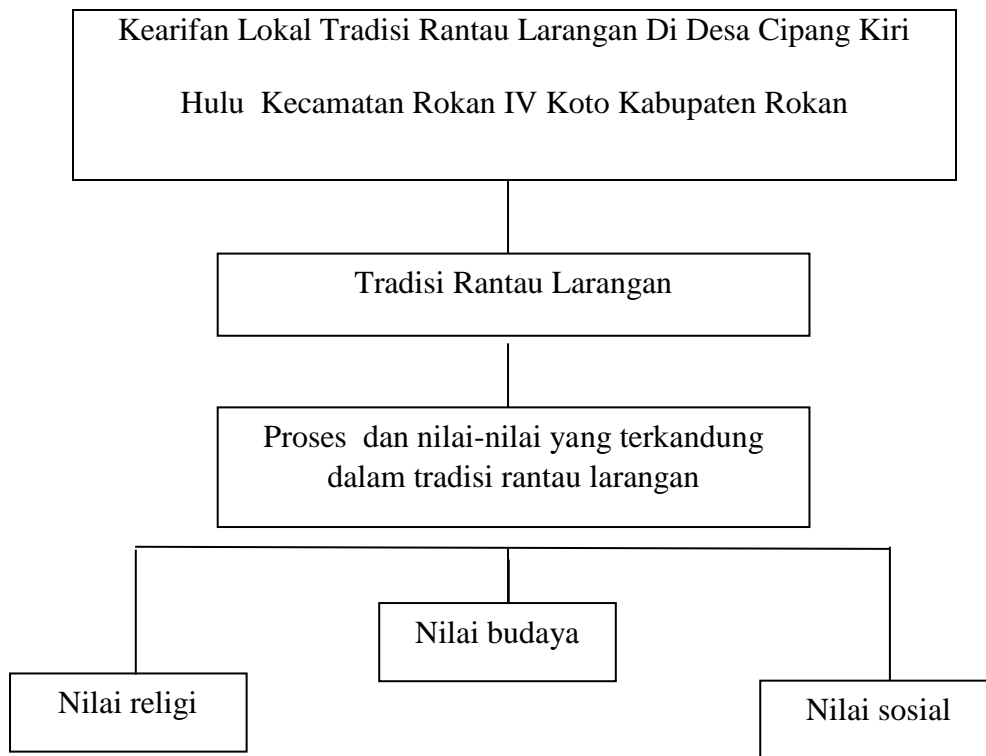 Kearifan Lokal Tradisi Rantau Larangan Di Desa Cipang Kiri
Hulu Kecamatan Rokan IV Koto Kabupaten Rokan
Tradisi Rantau Larangan
Proses dan nilai-nilai yang terkandung
dalam tradisi rantau larangan
Nilai budaya
Nilai religi
Nilai sosial